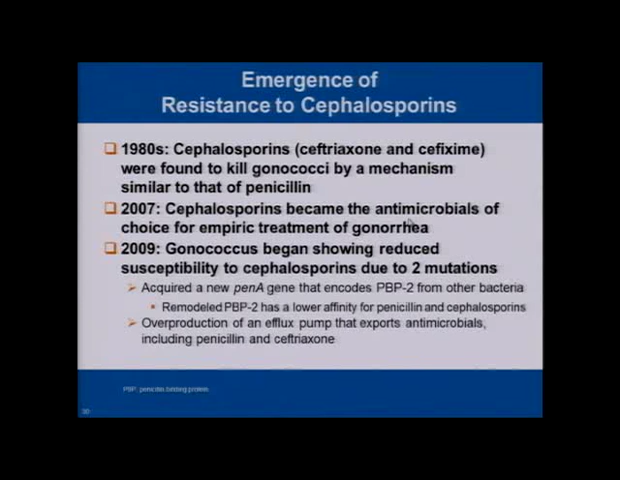 Emergence of
Resistance to Cephalosporins
1980s: Cephalosporins (ceftriaxone and cefixime)
were found to kill gonococci by a mechanism
similar to that of penicillin
2007: Cephalosporins became the antimicrobials of
choice for empiric treatment of gonorrhea
2009: Gonococcus began showing reduced
susceptibility to cephalosporins due to 2 mutations
Acquired a new penA gene that encodes PBP-2 from other bacteria
Remodeled PBP-2 has a lower affinity for penicillin and cephalosporins
Overproduction of an efflux pump that exports antimicrobials,
including penicillin and ceftriaxone
PBP: penicillin binding protein
30